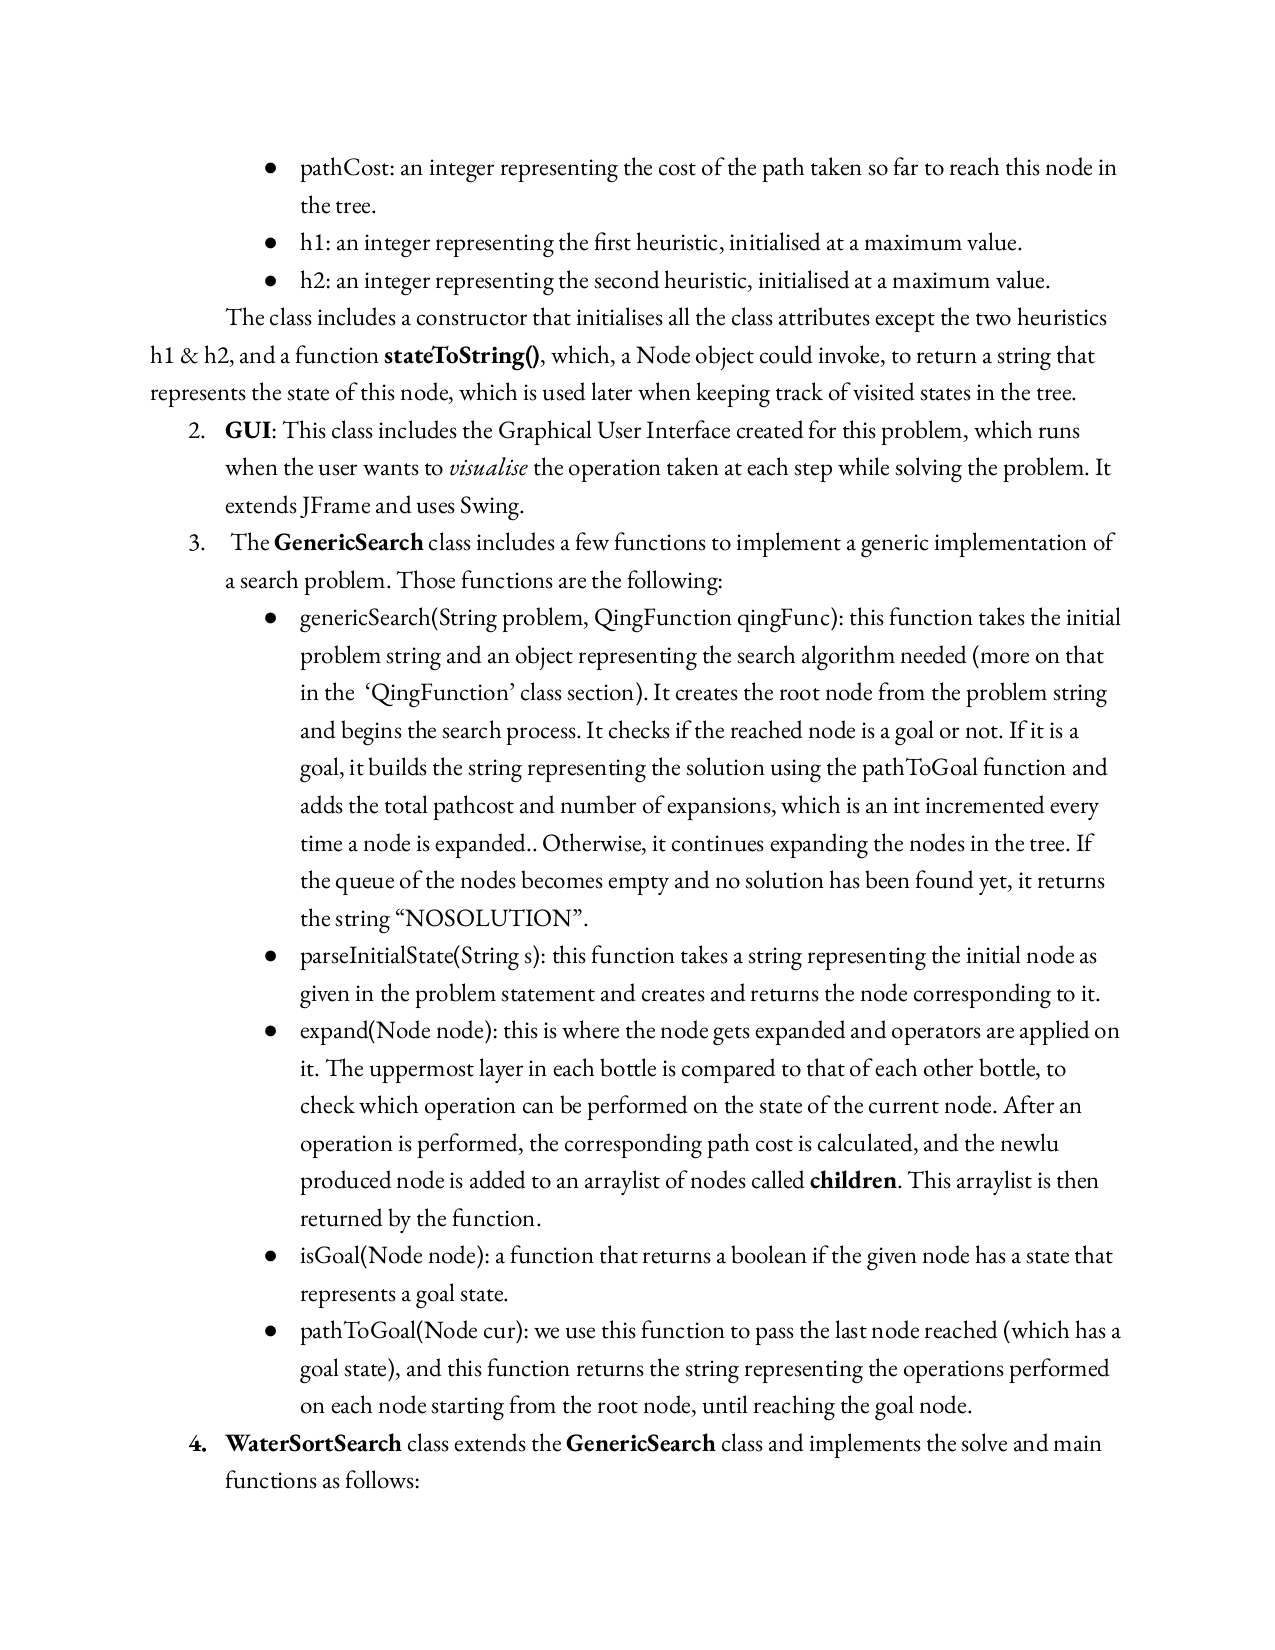 ● pathCost: an integer representing the cost of the path taken so far to reach this node in
the tree.
● h1: an integer representing the first heuristic, initialised at a maximum value.
● h2: an integer representing the second heuristic, initialised at a maximum value.
The class includes a constructor that initialises all the class attributes except the two heuristics
h1 & h2, and a function stateToString(), which, a Node object could invoke, to return a string that
represents the state of this node, which is used later when keeping track of visited states in the tree.
2. GUI: This class includes the Graphical User Interface created for this problem, which runs
when the user wants to visualise the operation taken at each step while solving the problem. It
extends JFrame and uses Swing.
3. The GenericSearch class includes a few functions to implement a generic implementation of
a search problem. Those functions are the following:
● genericSearch(String problem, QingFunction qingFunc): this function takes the initial
problem string and an object representing the search algorithm needed (more on that
in the ‘QingFunction’ class section). It creates the root node from the problem string
and begins the search process. It checks if the reached node is a goal or not. If it is a
goal, it builds the string representing the solution using the pathToGoal function and
adds the total pathcost and number of expansions, which is an int incremented every
time a node is expanded.. Otherwise, it continues expanding the nodes in the tree. If
the queue of the nodes becomes empty and no solution has been found yet, it returns
the string “NOSOLUTION”.
● parseInitialState(String s): this function takes a string representing the initial node as
given in the problem statement and creates and returns the node corresponding to it.
● expand(Node node): this is where the node gets expanded and operators are applied on
it. The uppermost layer in each bottle is compared to that of each other bottle, to
check which operation can be performed on the state of the current node. After an
operation is performed, the corresponding path cost is calculated, and the newlu
produced node is added to an arraylist of nodes called children. This arraylist is then
returned by the function.
● isGoal(Node node): a function that returns a boolean if the given node has a state that
represents a goal state.
● pathToGoal(Node cur): we use this function to pass the last node reached (which has a
goal state), and this function returns the string representing the operations performed
on each node starting from the root node, until reaching the goal node.
4. WaterSortSearch class extends the GenericSearch class and implements the solve and main
functions as follows: